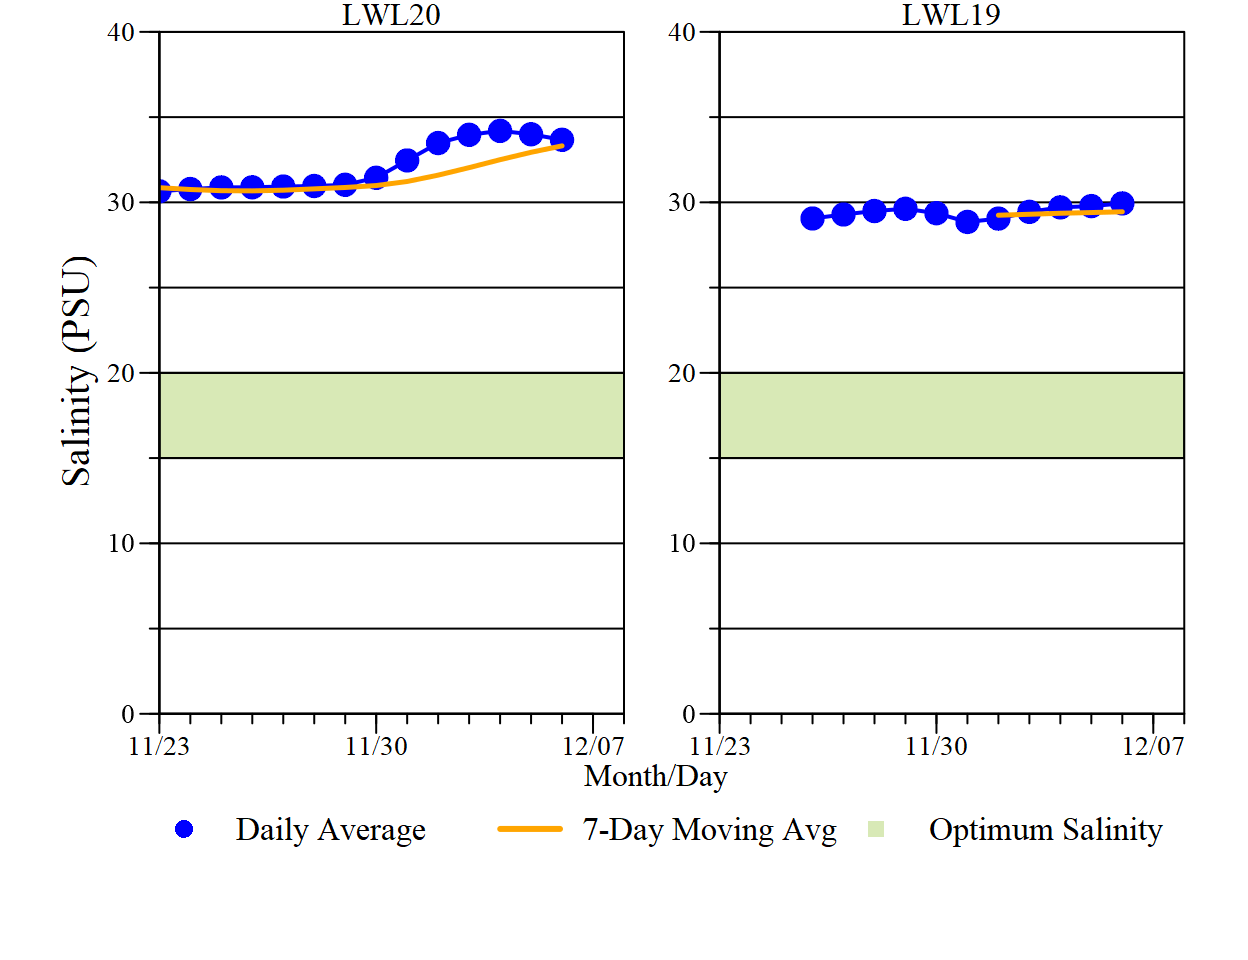 LWL20
LWL19
40
30
20
10
0
40
30
20
10
0
Salinity (PSU)
11/23
11/30
12/07
11/23
11/30
12/07
Month/Day
Daily Average
7-Day Moving Avg
Optimum Salinity